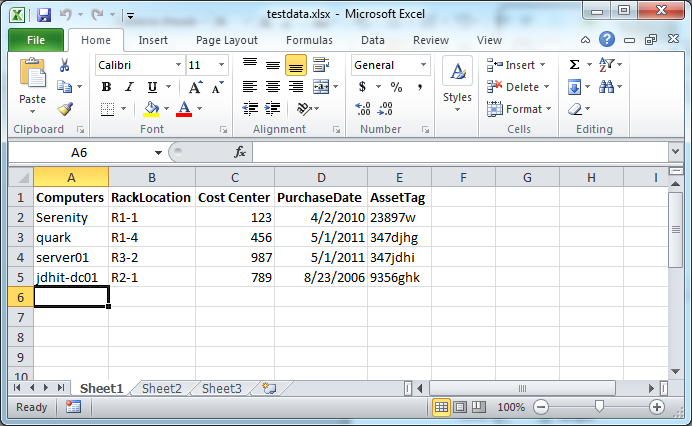 testdata.xlsx - Microsoft Excel
File Home Insert Page Layout Formulas Data Review View
Calibri 11
Paste
B I U
A A
$ % ,
Styles
Insert
Delete
Format
Σ
Clipboard Font Alignment Number Cells Editing
A6 fx
A B C D E F G H I
1 Computers RackLocation Cost Center PurchaseDate AssetTag
2 Serenity R1-1 123 4/2/2010 23897w
3 quark R1-4 456 5/1/2011 347djhg
4 server01 R3-2 987 5/1/2011 347jdhi
5 jdhit-dc01 R2-1 789 8/23/2006 9356ghk
6
7
8
9
10
Sheet1 Sheet2 Sheet3
Ready 100%